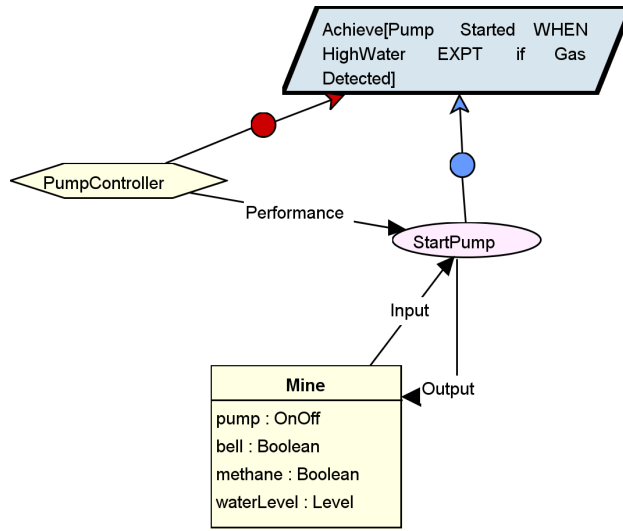 Achieve[Pump Started WHEN
HighWater EXPT if Gas
Detected]
PumpController
Performance
StartPump
Input
Output
Mine
pump : OnOff
bell : Boolean
methane : Boolean
waterLevel : Level